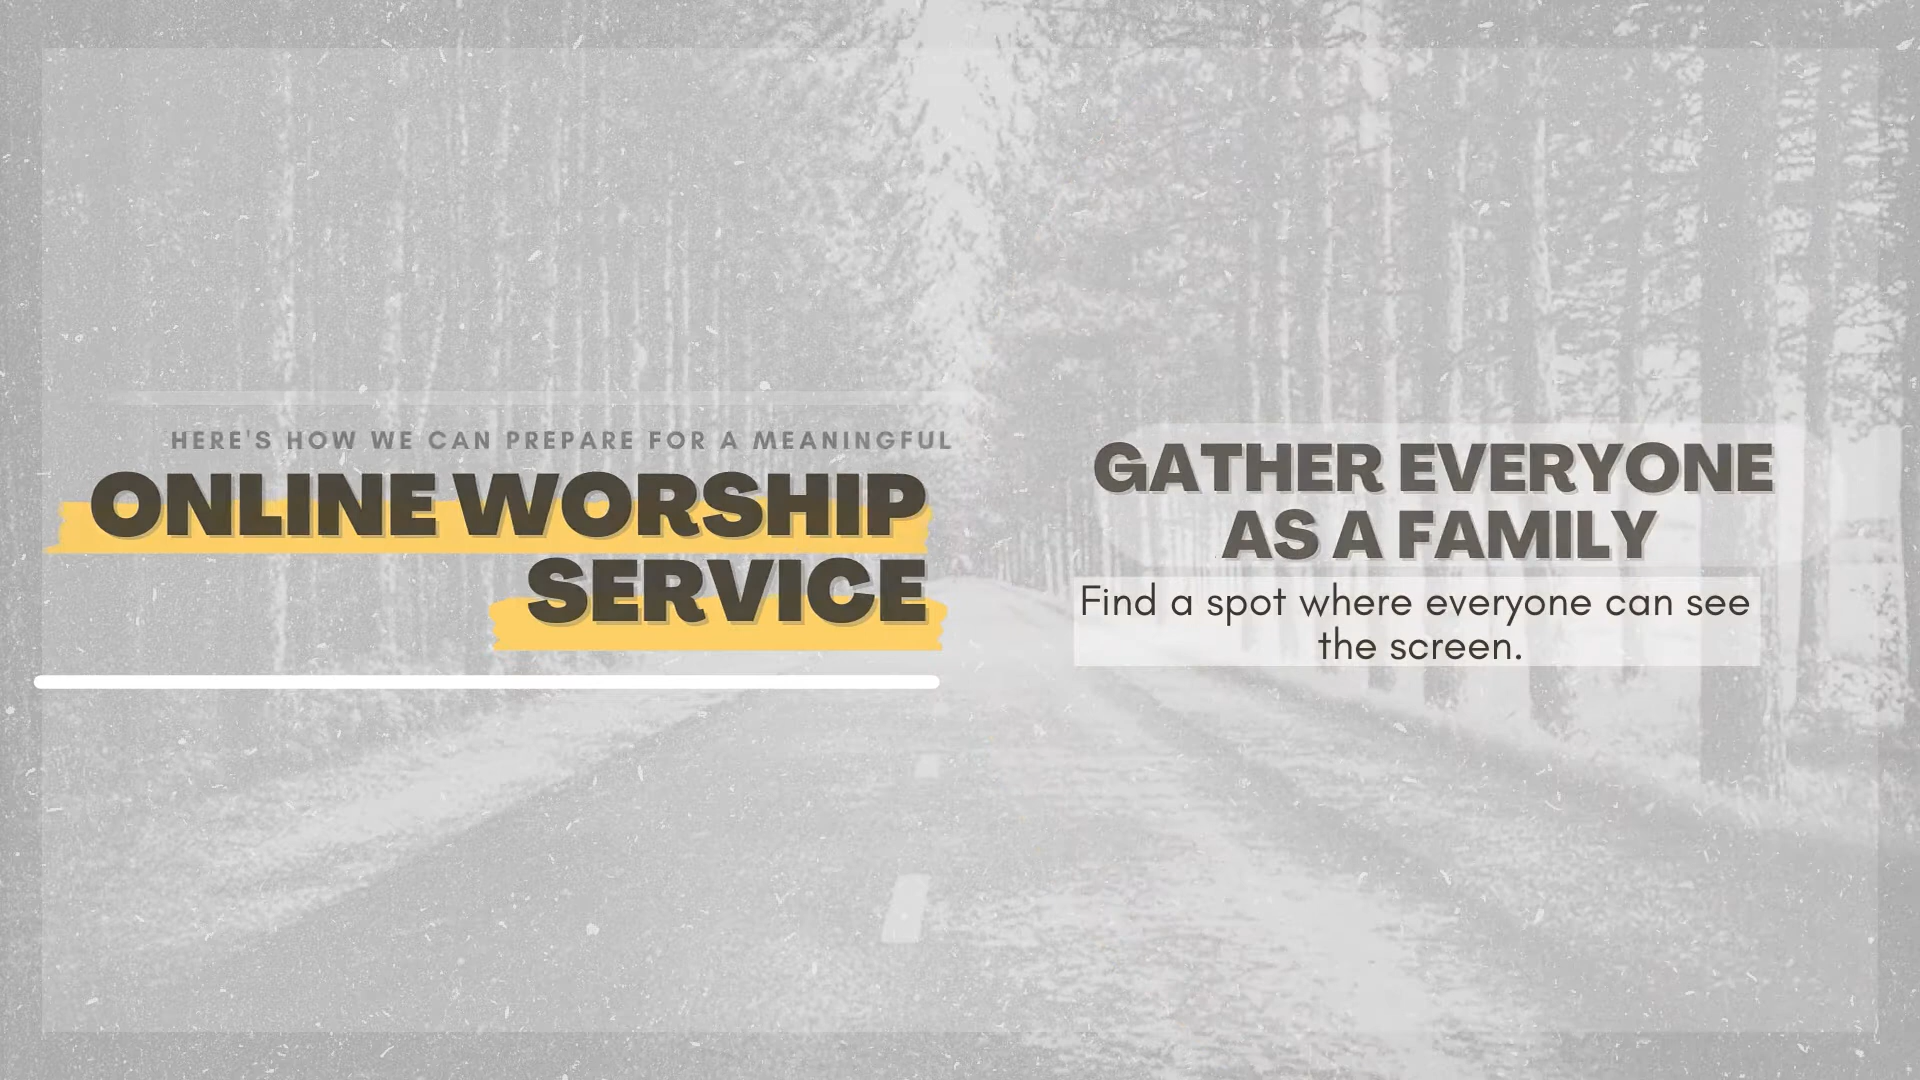 HERE'S HOW WE CAN PREPARE FOR A MEANINGFUL
ONLINE WORSHIP
SERVICE
GATHER EVERYONE
AS A FAMILY
Find a spot where everyone can see
the screen.